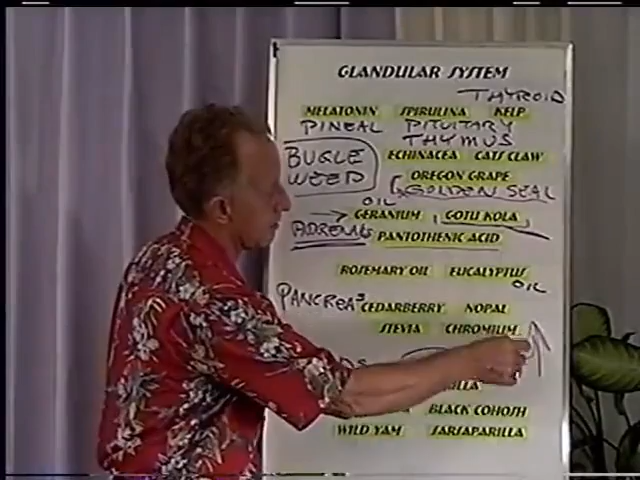 GLANDULAR SYSTEM
THYROID
MELATONIN SPIRULINA KELP
PINEAL PITUITARY
THYMUS
BUGLE WEED
ECHINACEA CATS CLAW
OREGON GRAPE
GOLDEN SEAL
OIL
GERANIUM GOTU KOLA
ADRENALS PANTOTHENIC ACID
ROSEMARY OIL EUCALYPTUS
OIL
PANCREAS CEDARBERRY NOPAL
STEVIA CHROMIUM
BLACK COHOSH
WILD YAM SARSAPARILLA